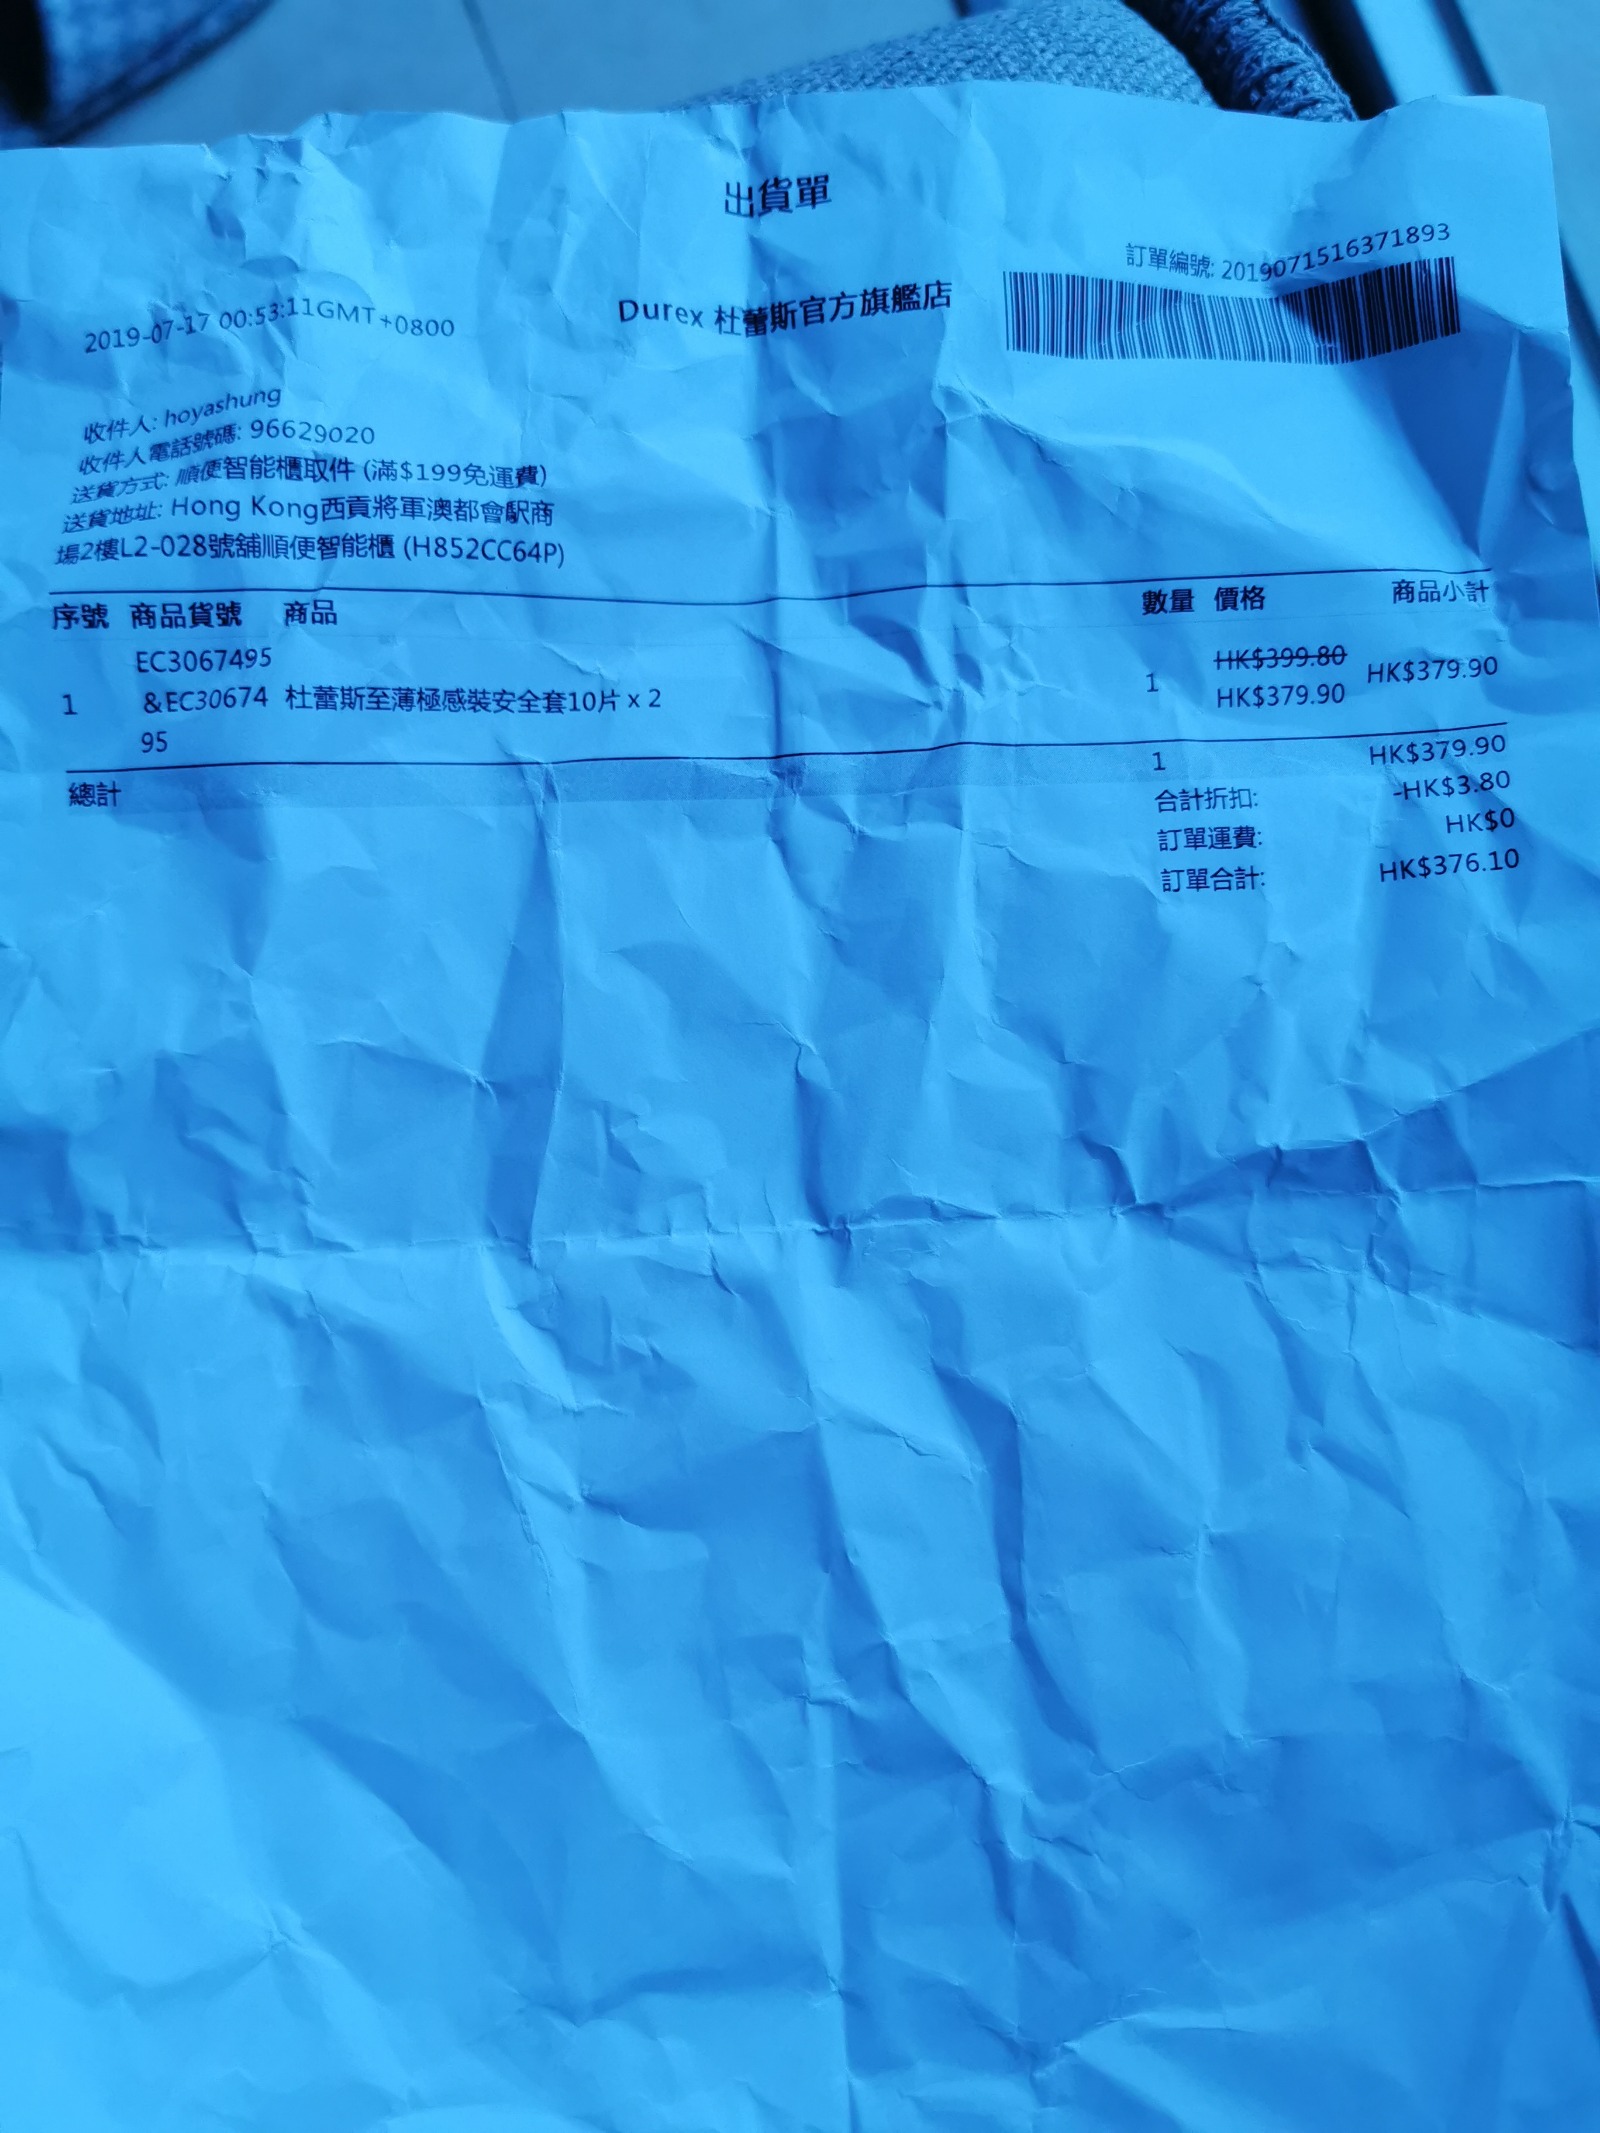 出貨單
訂單編號: 2019071516371893
2019-07-17 00:53:11GMT+0800
Durex 杜蕾斯官方旗艦店
收件人: hoyashung
收件人電話號碼: 96629020
送貨方式: 順便智能櫃取件 (滿$199免運費)
送貨地址: Hong Kong西貢將軍澳都會駅商
場2樓L2-028號舖順便智能櫃 (H852CC64P)
序號 商品貨號 商品 數量 價格 商品小計
EC3067495 HK$399.80
1 &EC30674 杜蕾斯至薄極感裝安全套10片 x 2 1 HK$379.90 HK$379.90
95
總計 1 HK$379.90
合計折扣: -HK$3.80
訂單運費: HK$0
訂單合計: HK$376.10